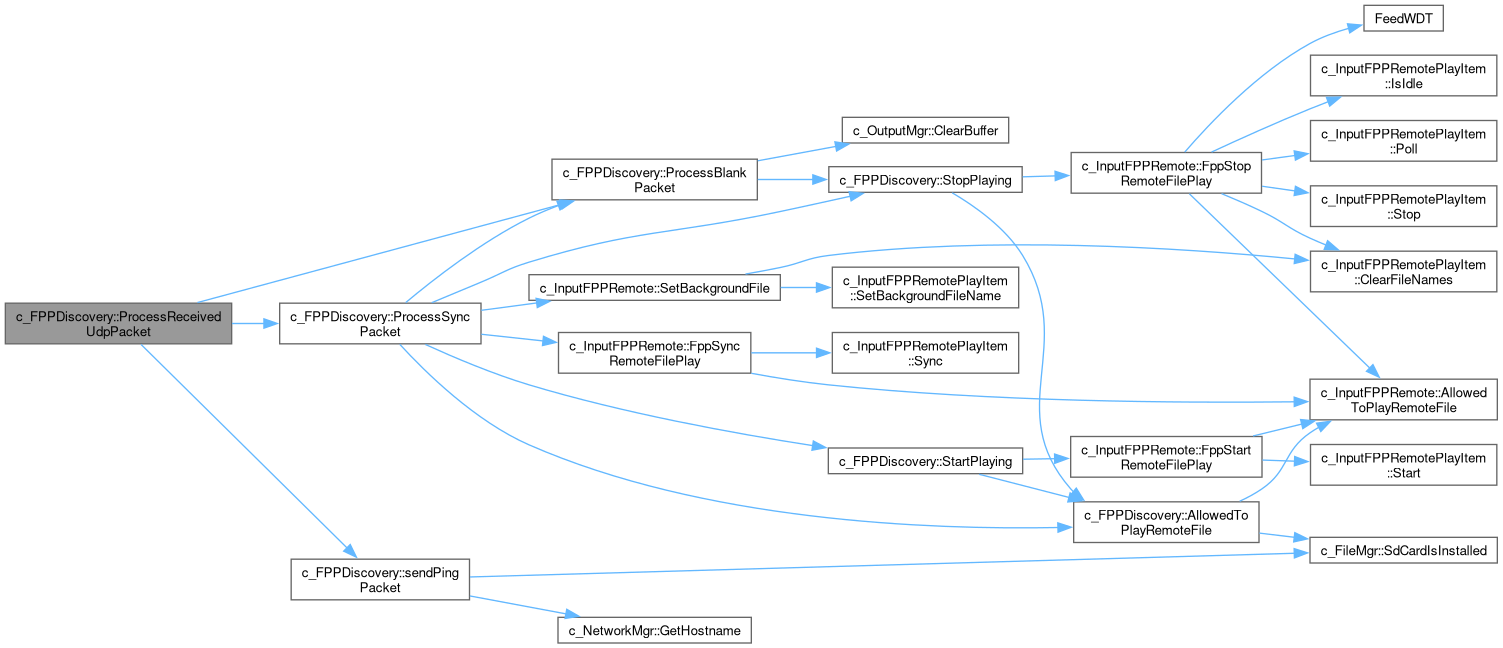 c_FPPDiscovery::ProcessReceived
UdpPacket
c_FPPDiscovery::ProcessSync
Packet
c_FPPDiscovery::sendPing
Packet
c_FPPDiscovery::ProcessBlank
Packet
c_InputFPPRemote::SetBackgroundFile
c_InputFPPRemote::FppSync
RemoteFilePlay
c_NetworkMgr::GetHostname
c_OutputMgr::ClearBuffer
c_FPPDiscovery::StopPlaying
c_InputFPPRemotePlayItem
::SetBackgroundFileName
c_InputFPPRemotePlayItem
::Sync
c_FPPDiscovery::StartPlaying
c_InputFPPRemote::FppStop
RemoteFilePlay
c_InputFPPRemote::FppStart
RemoteFilePlay
c_FPPDiscovery::AllowedTo
PlayRemoteFile
FeedWDT
c_InputFPPRemotePlayItem
::IsIdle
c_InputFPPRemotePlayItem
::Poll
c_InputFPPRemotePlayItem
::Stop
c_InputFPPRemotePlayItem
::ClearFileNames
c_InputFPPRemote::Allowed
ToPlayRemoteFile
c_InputFPPRemotePlayItem
::Start
c_FileMgr::SdCardIsInstalled